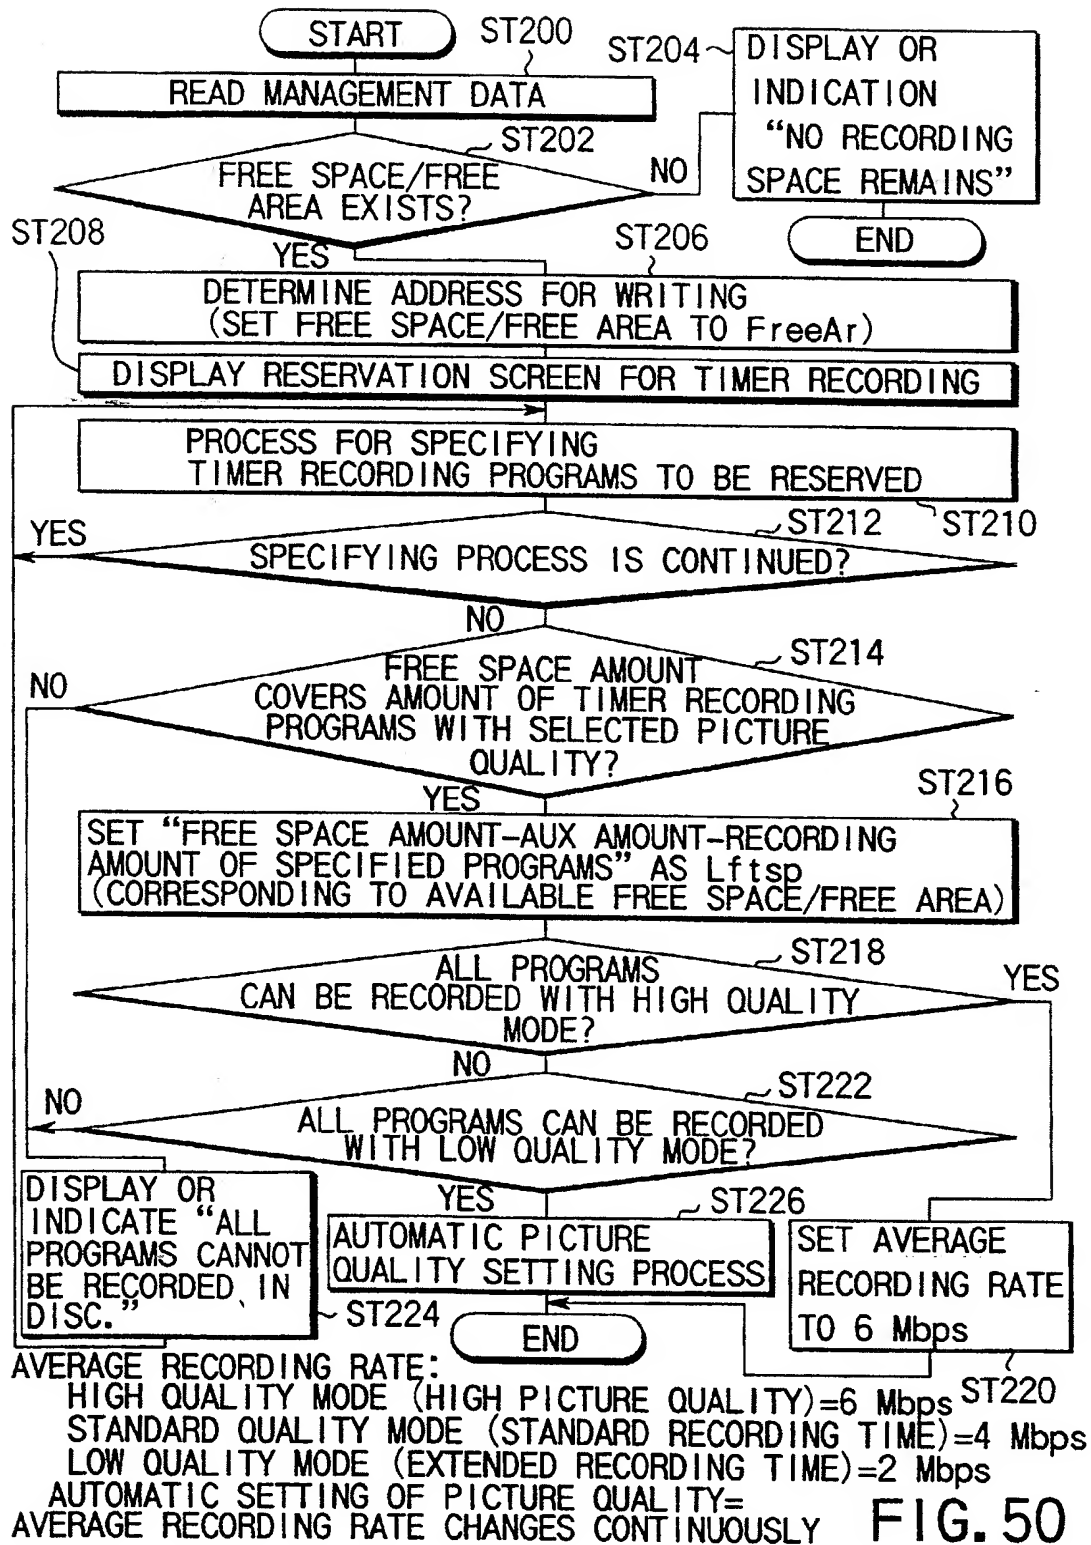 START
ST200
READ MANAGEMENT DATA
ST202
FREE SPACE/FREE
AREA EXISTS?
NO
ST204
DISPLAY OR
INDICATION
“NO RECORDING
SPACE REMAINS”
END
YES
ST206
DETERMINE ADDRESS FOR WRITING
(SET FREE SPACE/FREE AREA TO FreeAr)
ST208
DISPLAY RESERVATION SCREEN FOR TIMER RECORDING
PROCESS FOR SPECIFYING
TIMER RECORDING PROGRAMS TO BE RESERVED
ST210
ST212
YES
SPECIFYING PROCESS IS CONTINUED?
NO
ST214
NO
FREE SPACE AMOUNT
COVERS AMOUNT OF TIMER RECORDING
PROGRAMS WITH SELECTED PICTURE
QUALITY?
YES
ST216
SET “FREE SPACE AMOUNT-AUX AMOUNT-RECORDING
AMOUNT OF SPECIFIED PROGRAMS” AS Lftsp
(CORRESPONDING TO AVAILABLE FREE SPACE/FREE AREA)
ST218
ALL PROGRAMS
CAN BE RECORDED WITH HIGH QUALITY
MODE?
YES
NO
ST222
NO
ALL PROGRAMS CAN BE RECORDED
WITH LOW QUALITY MODE?
YES
DISPLAY OR
INDICATE “ALL
PROGRAMS CANNOT
BE RECORDED IN
DISC.”
ST224
ST226
AUTOMATIC PICTURE
QUALITY SETTING PROCESS
END
SET AVERAGE
RECORDING RATE
TO 6 Mbps
ST220
AVERAGE RECORDING RATE:
HIGH QUALITY MODE (HIGH PICTURE QUALITY)=6 Mbps
STANDARD QUALITY MODE (STANDARD RECORDING TIME)=4 Mbps
LOW QUALITY MODE (EXTENDED RECORDING TIME)=2 Mbps
AUTOMATIC SETTING OF PICTURE QUALITY=
AVERAGE RECORDING RATE CHANGES CONTINUOUSLY
FIG. 50